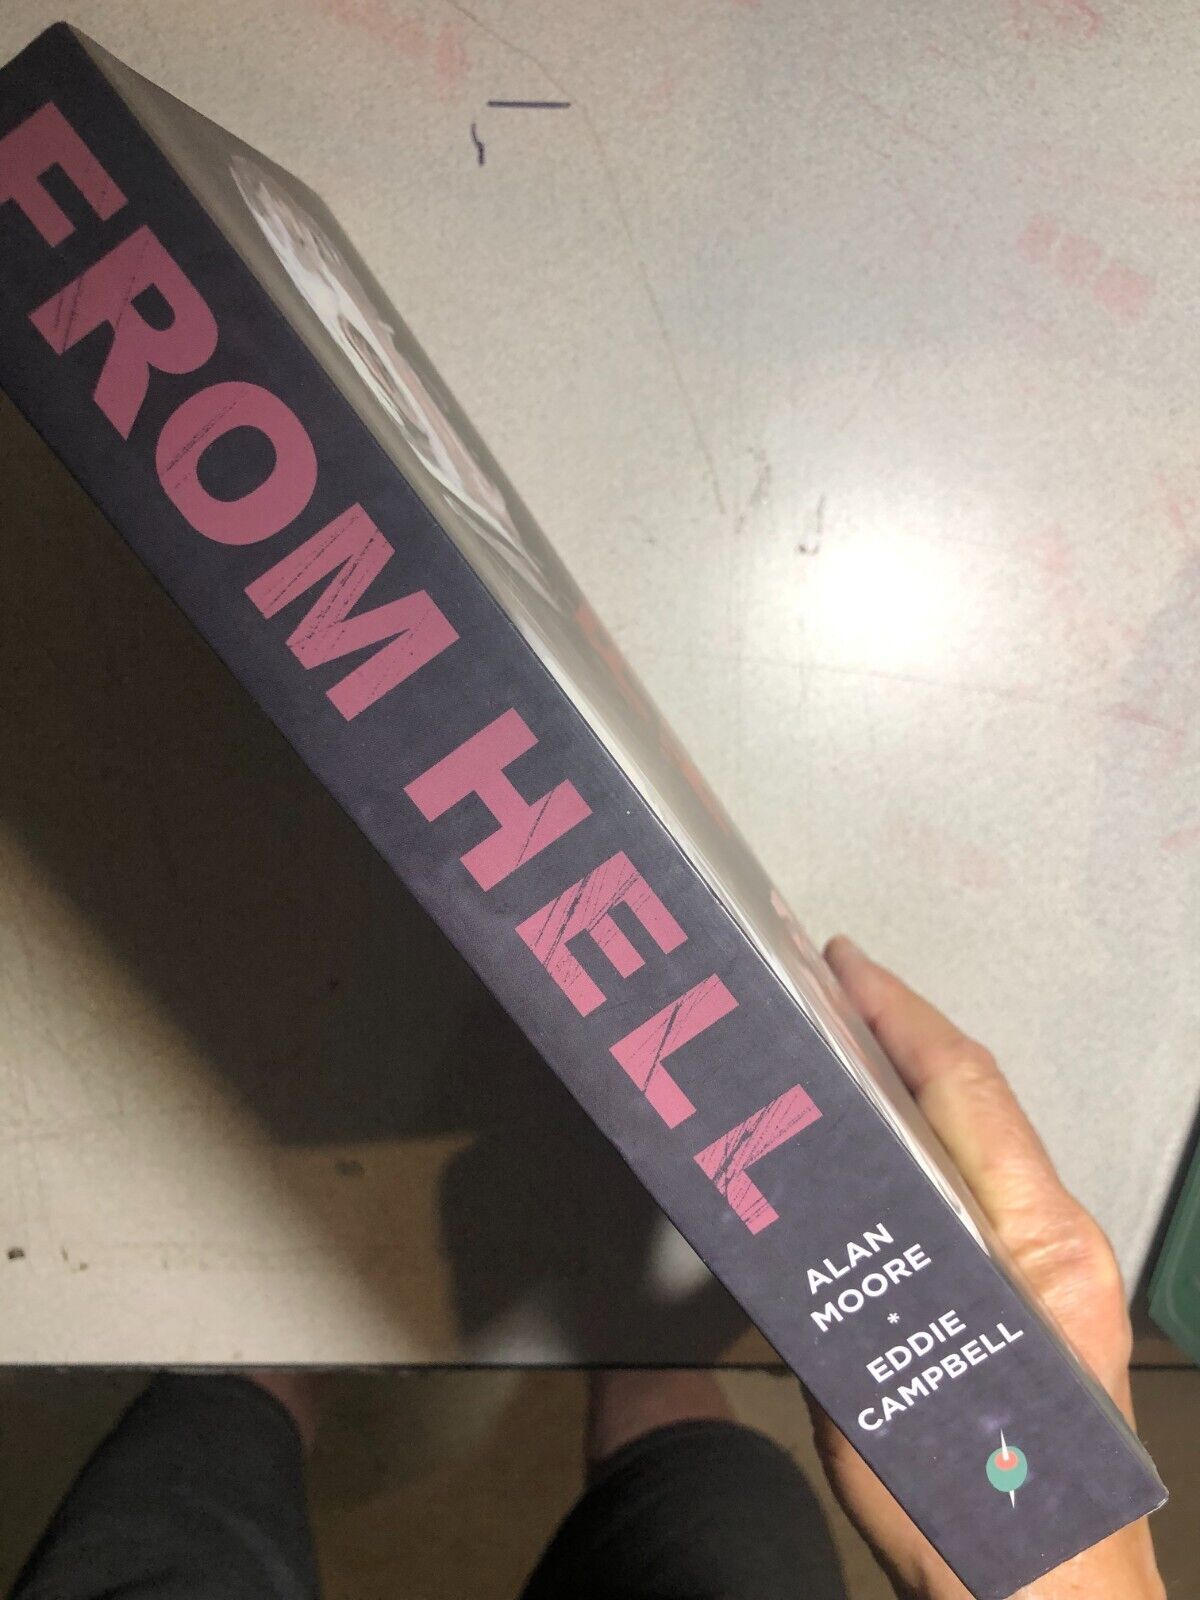 FROM HELL
ALAN
MOORE
*
EDDIE
CAMPBELL